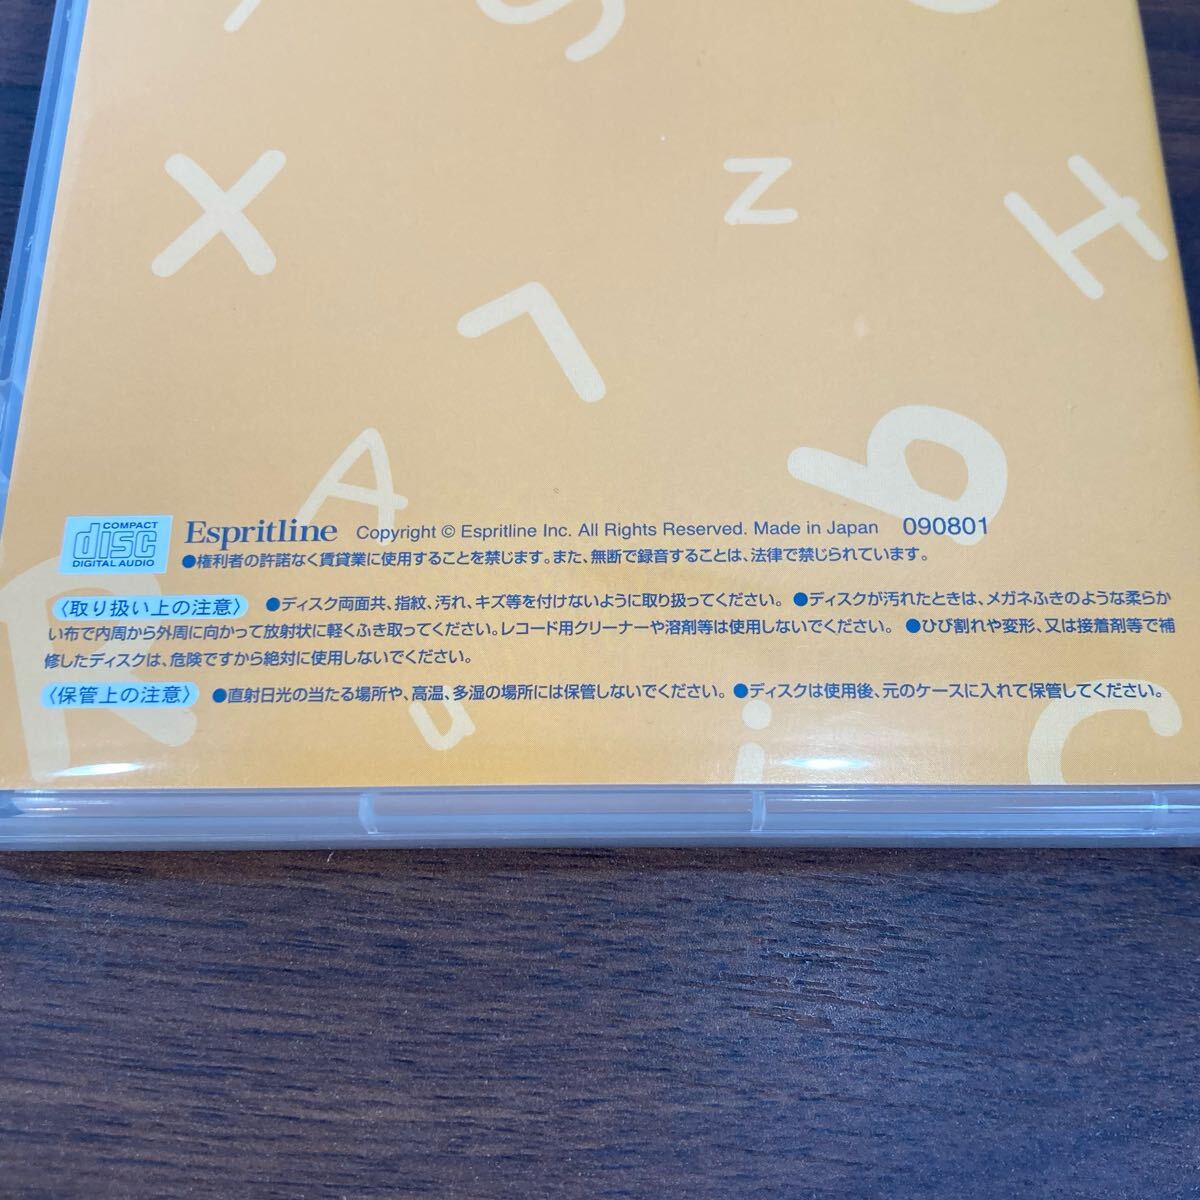 S
X
Z
H
L
b
A
COMPACT
disc
DIGITAL AUDIO
Espritline Copyright © Espritline Inc. All Rights Reserved. Made in Japan 090801
●権利者の許諾なく賃貸業に使用することを禁じます。また、無断で録音することは、法律で禁じられています。
R
〈取り扱い上の注意〉 ●ディスク両面共、指紋、汚れ、キズ等を付けないように取り扱ってください。 ●ディスクが汚れたときは、メガネふきのような柔らか
い布で内周から外周に向かって放射状に軽くふき取ってください。レコード用クリーナーや溶剤等は使用しないでください。 ●ひび割れや変形、又は接着剤等で補
修したディスクは、危険ですから絶対に使用しないでください。
〈保管上の注意〉 ●直射日光の当たる場所や、高温、多湿の場所には保管しないでください。 ●ディスクは使用後、元のケースに入れて保管してください。
u
i
C